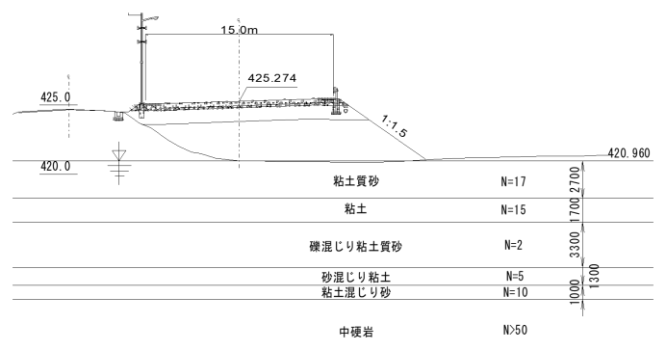 15.0m
425.274
425.0
1:1.5
420.960
420.0
粘土質砂 N=17 2700
粘土 N=15 1700
礫混じり粘土質砂 N=2 3300
砂混じり粘土 N=5 1300
粘土混じり砂 N=10 1000
中硬岩 N>50